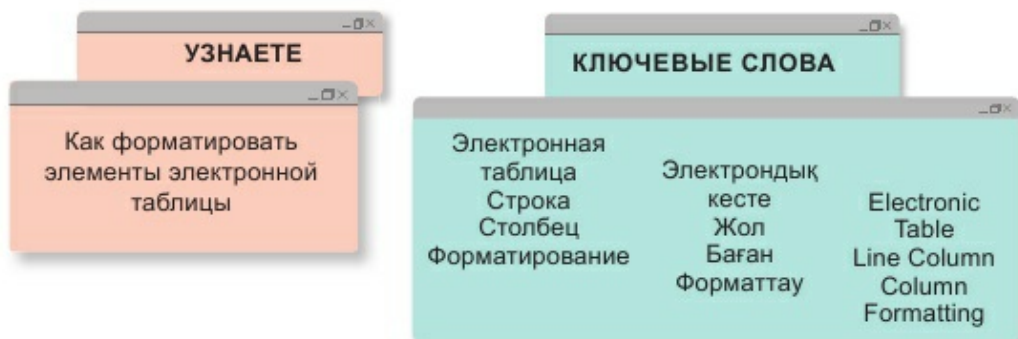 УЗНАЕТЕ
Как форматировать
элементы электронной
таблицы
КЛЮЧЕВЫЕ СЛОВА
Электронная
таблица
Строка
Столбец
Форматирование
Электрондық
кесте
Жол
Баған
Форматтау
Electronic
Table
Line Column
Column
Formatting